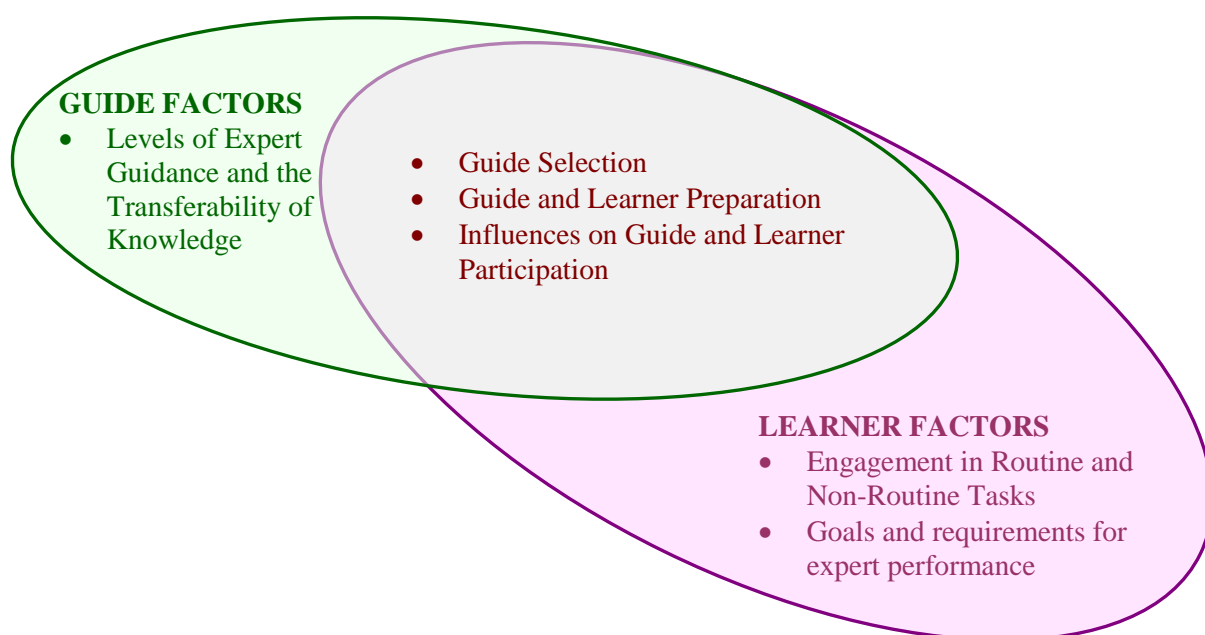 GUIDE FACTORS
• Levels of Expert
Guidance and the
Transferability of
Knowledge
• Guide Selection
• Guide and Learner Preparation
• Influences on Guide and Learner
Participation
LEARNER FACTORS
• Engagement in Routine and
Non-Routine Tasks
• Goals and requirements for
expert performance